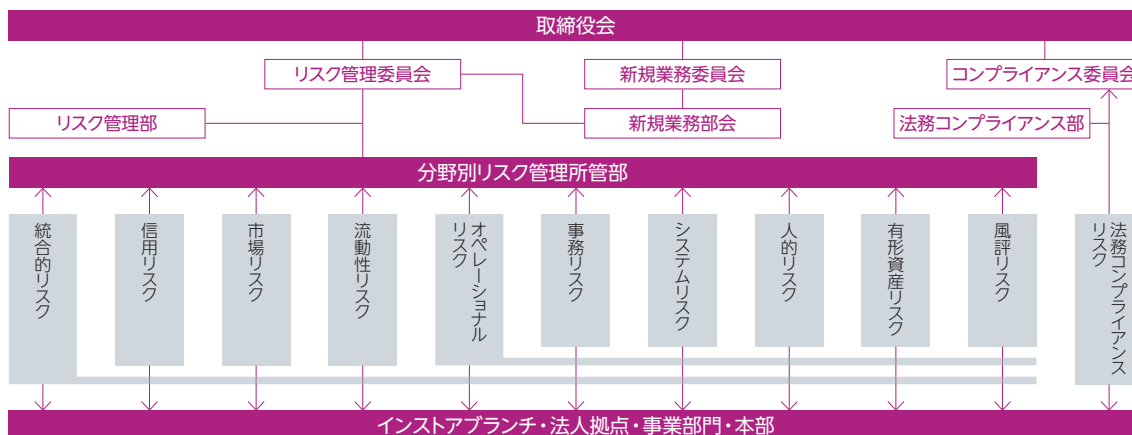 取締役会
リスク管理委員会
新規業務委員会
コンプライアンス委員会
リスク管理部
新規業務部会
法務コンプライアンス部
分野別リスク管理所管部
統合的リスク
信用リスク
市場リスク
流動性リスク
オペレーショナル
リスク
事務リスク
システムリスク
人的リスク
有形資産リスク
風評リスク
法務コンプライアンス
リスク
インストアブランチ・法人拠点・事業部門・本部